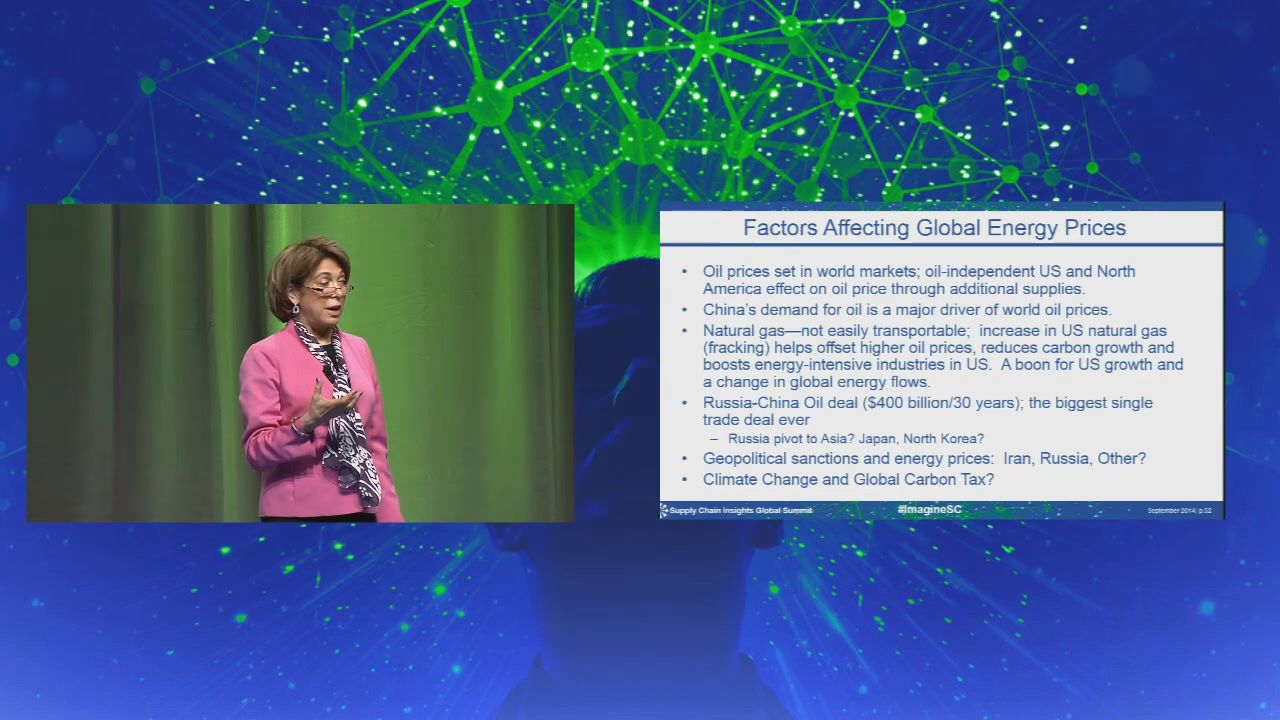 Factors Affecting Global Energy Prices
• Oil prices set in world markets; oil-independent US and North
America effect on oil price through additional supplies.
• China's demand for oil is a major driver of world oil prices.
• Natural gas—not easily transportable; increase in US natural gas
(fracking) helps offset higher oil prices, reduces carbon growth and
boosts energy-intensive industries in US. A boon for US growth and
a change in global energy flows.
• Russia-China Oil deal ($400 billion/30 years); the biggest single
trade deal ever
– Russia pivot to Asia? Japan, North Korea?
• Geopolitical sanctions and energy prices: Iran, Russia, Other?
• Climate Change and Global Carbon Tax?
Supply Chain Insights Global Summit
#ImagineSC
September 2014, p.52